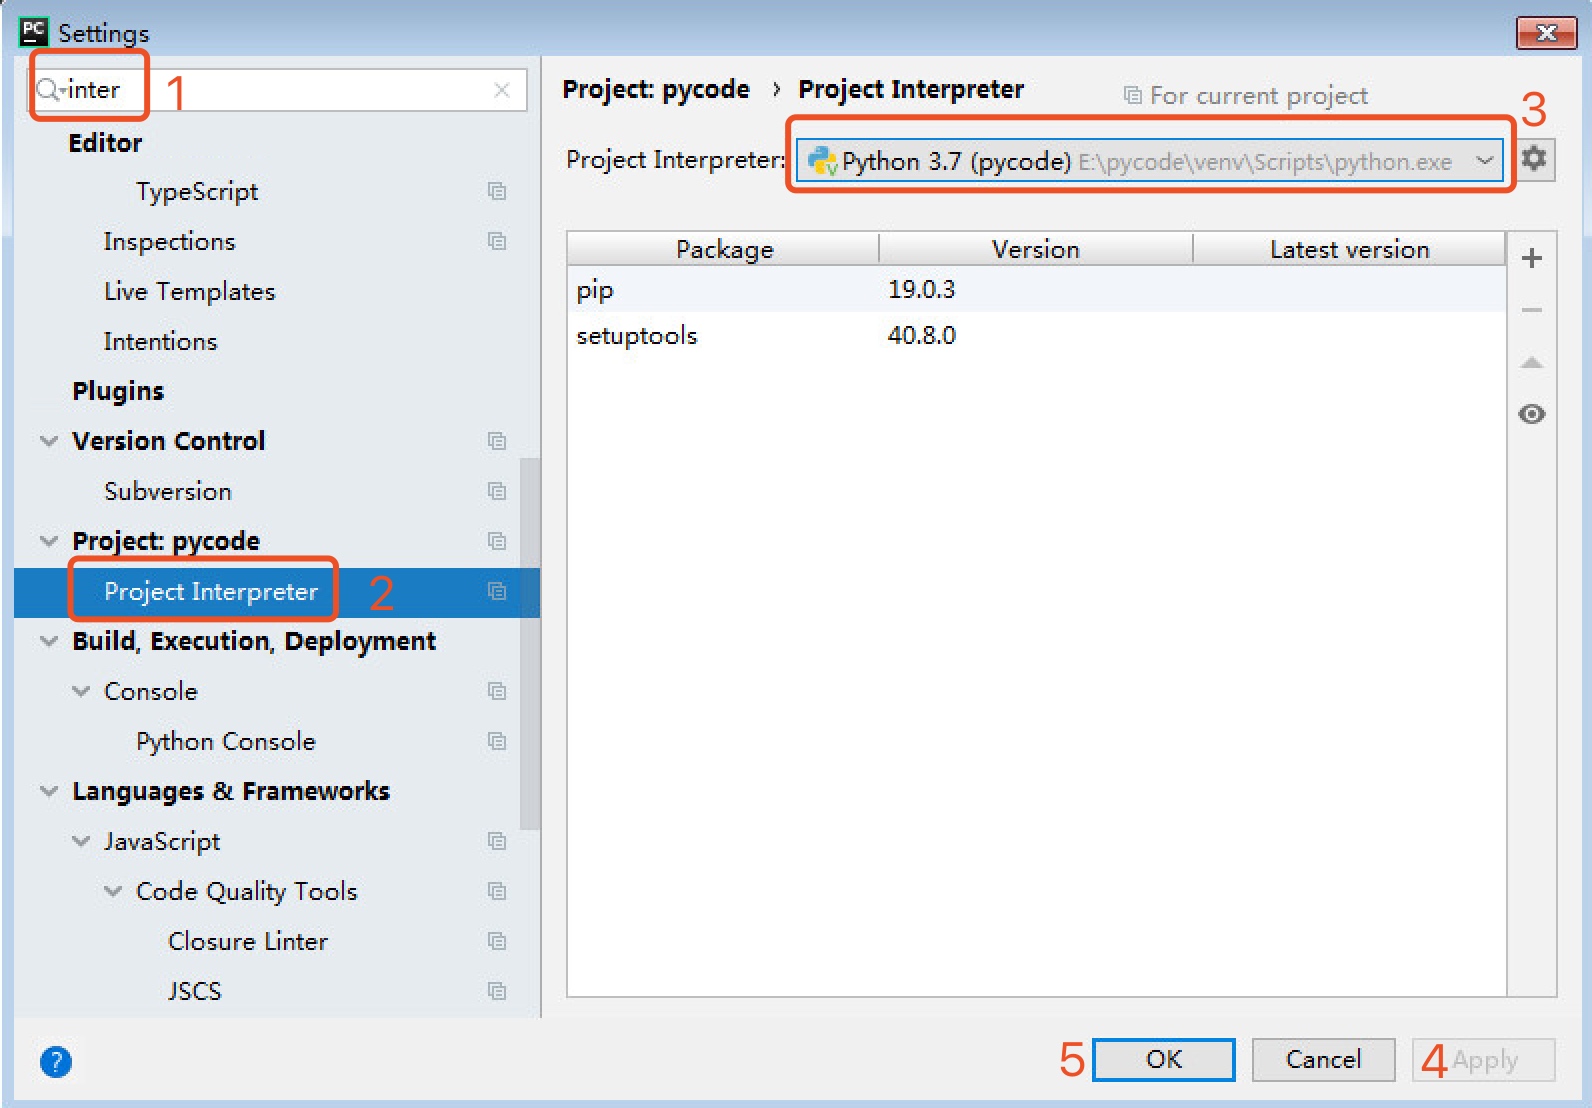 PC Settings
inter 1
Editor
TypeScript
Inspections
Live Templates
Intentions
Plugins
Version Control
Subversion
Project: pycode
Project Interpreter 2
Build, Execution, Deployment
Console
Python Console
Languages & Frameworks
JavaScript
Code Quality Tools
Closure Linter
JSCS
?
Project: pycode › Project Interpreter For current project
3
Project Interpreter: Python 3.7 (pycode) E:\pycode\venv\Scripts\python.exe
Package Version Latest version
pip 19.0.3
setuptools 40.8.0
5 OK Cancel 4 Apply